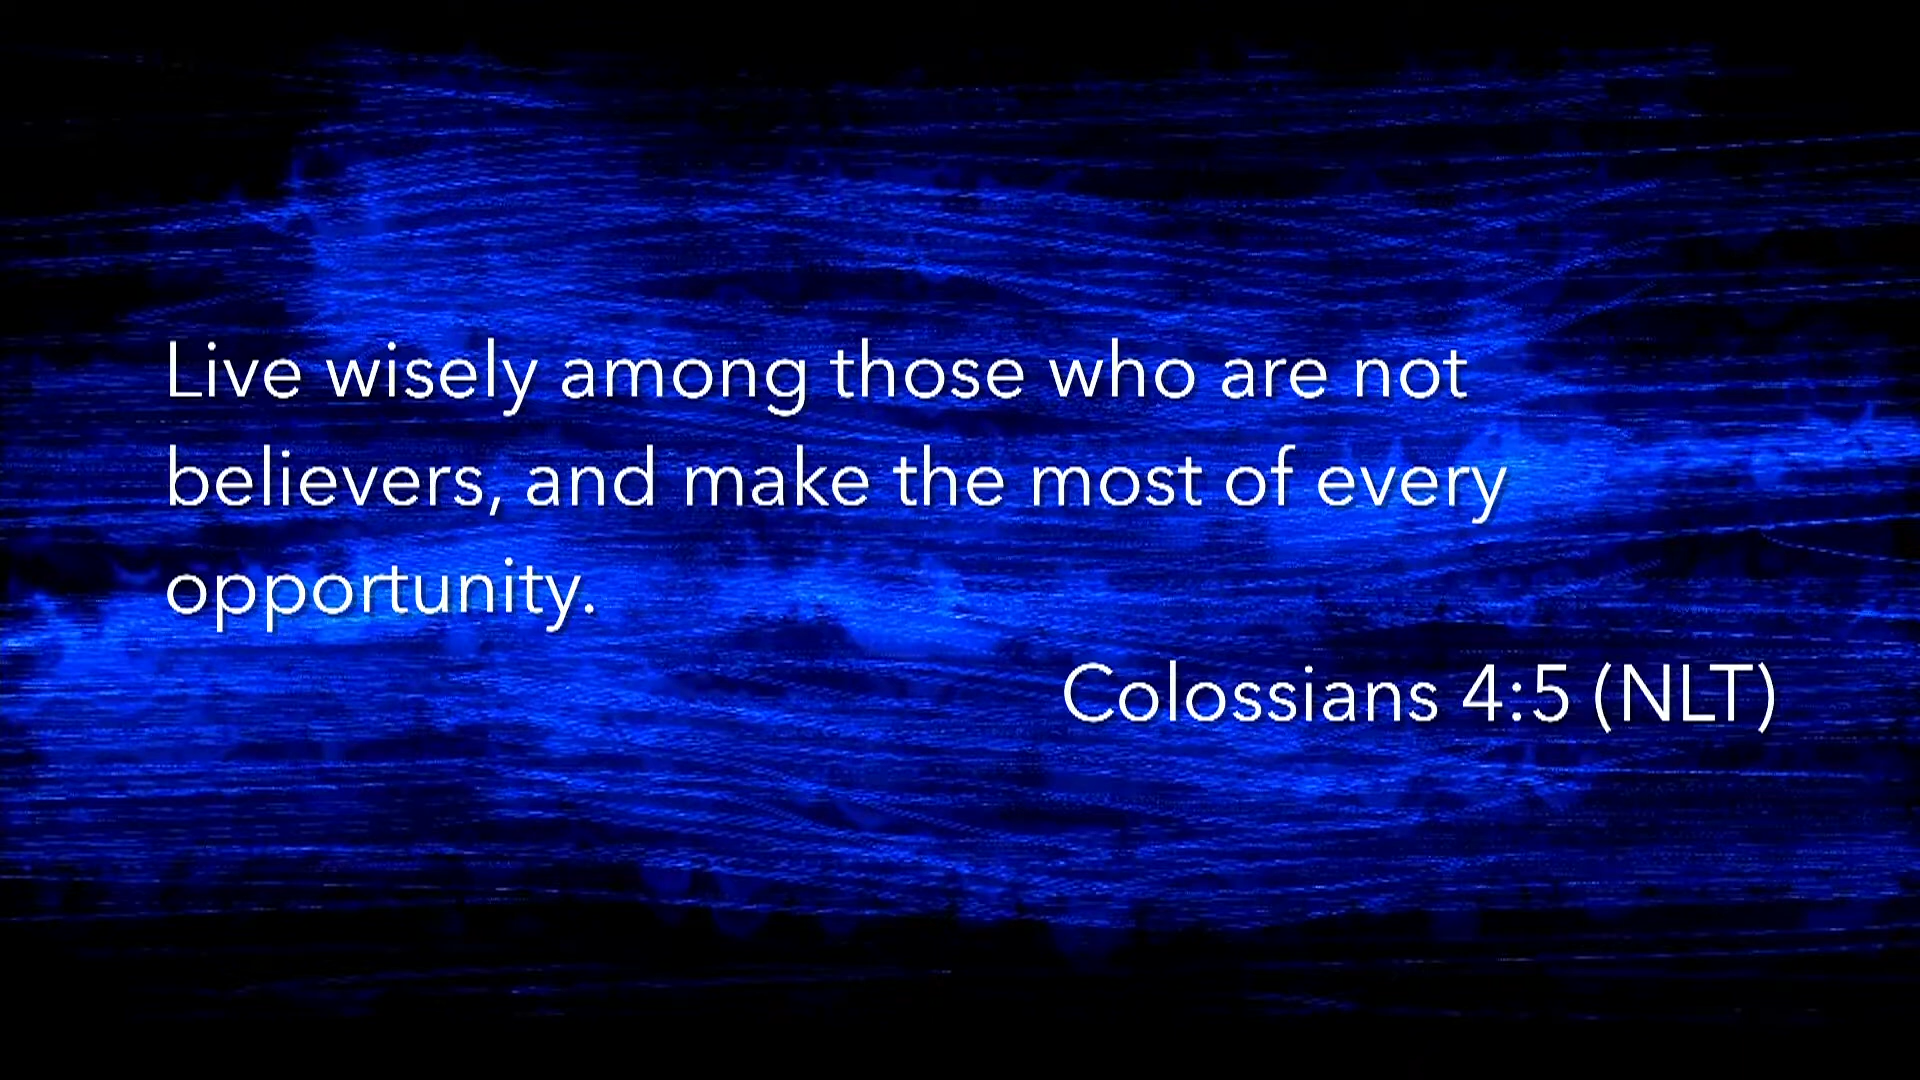 Live wisely among those who are not
believers, and make the most of every
opportunity.
Colossians 4:5 (NLT)